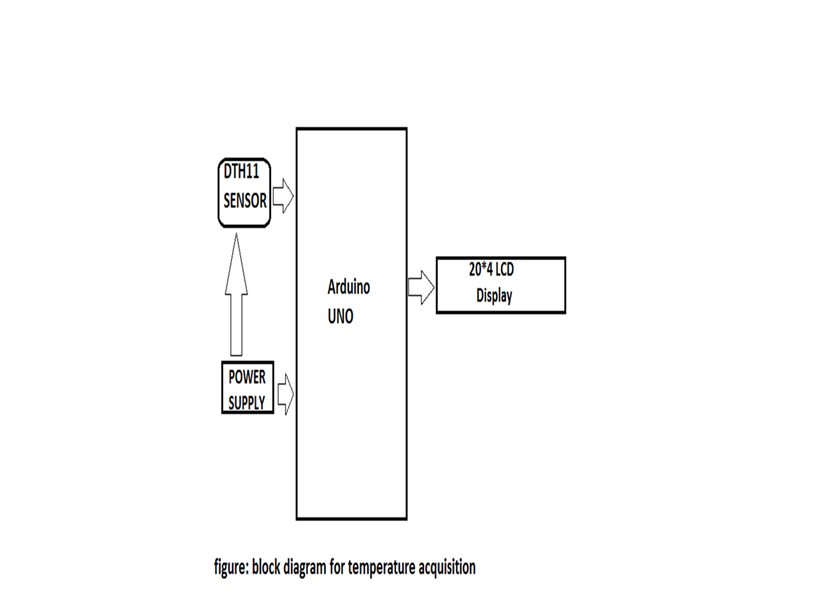 DTH11
SENSOR
Arduino
UNO
20*4 LCD
Display
POWER
SUPPLY
figure: block diagram for temperature acquisition